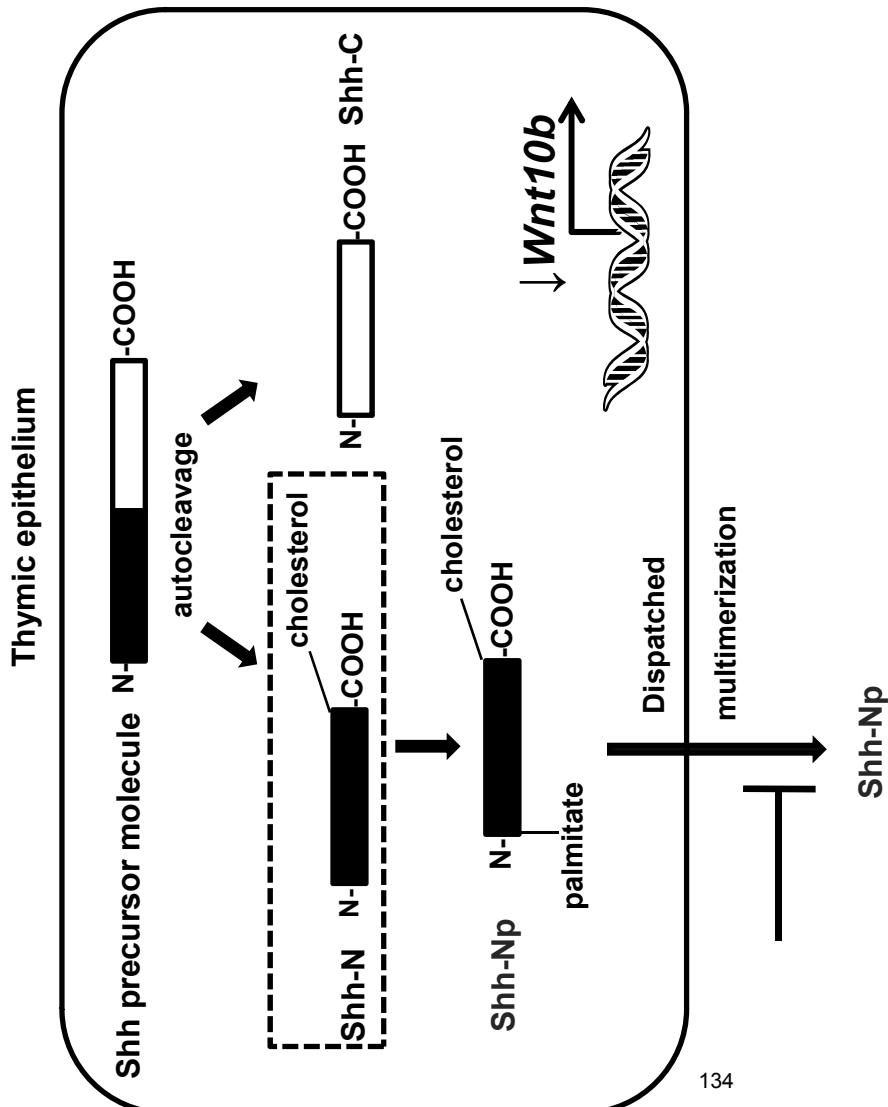 Thymic epithelium
Shh precursor molecule
N-
-COOH
autocleavage
cholesterol
Shh-N
N-
-COOH
N-
-COOH
Shh-C
cholesterol
Shh-Np
N-
-COOH
palmitate
↓ Wnt10b
Dispatched
multimerization
Shh-Np
134